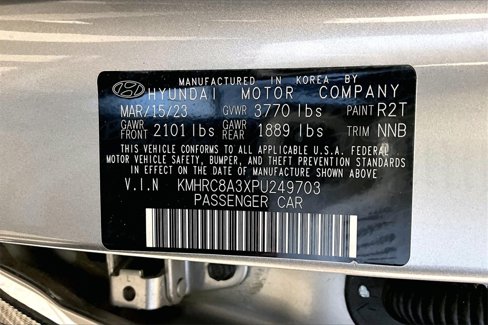 MANUFACTURED IN KOREA BY
HYUNDAI MOTOR COMPANY
MAR/15/23 GVWR 3770 lbs PAINT R2T
GAWR FRONT 2101 lbs GAWR REAR 1889 lbs TRIM NNB
THIS VEHICLE CONFORMS TO ALL APPLICABLE U.S.A. FEDERAL
MOTOR VEHICLE SAFETY, BUMPER, AND THEFT PREVENTION STANDARDS
IN EFFECT ON THE DATE OF MANUFACTURE SHOWN ABOVE
V.I.N KMHRC8A3XPU249703
PASSENGER CAR